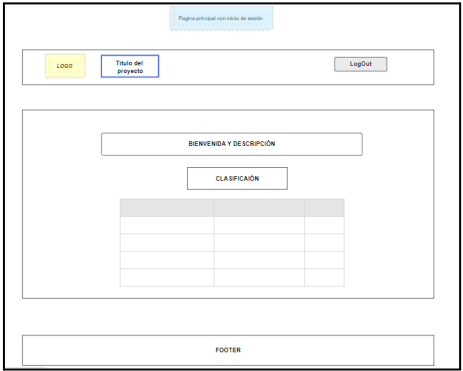 Pagina principal con inicio de sesión
LOGO
Titulo del
proyecto
LogOut
BIENVENIDA Y DESCRIPCIÓN
CLASIFICAIÓN
FOOTER